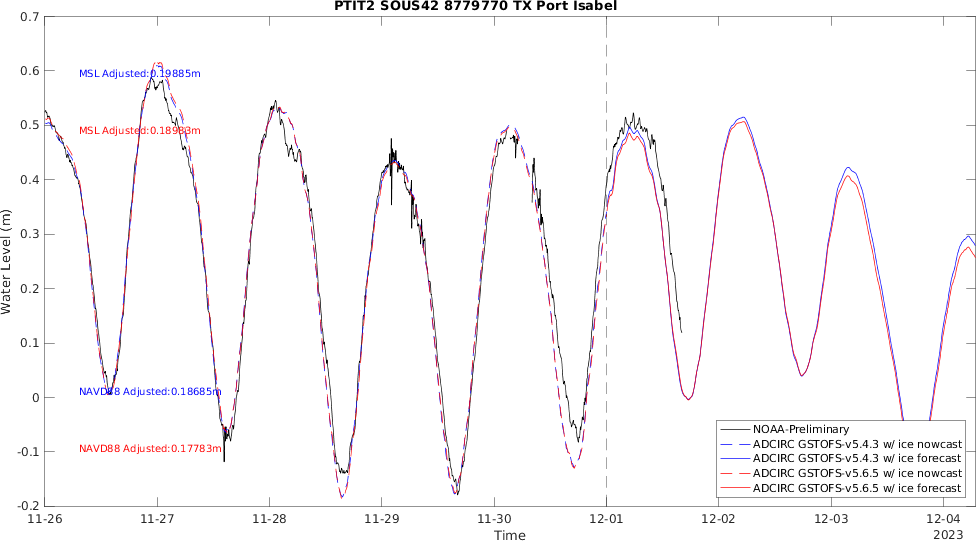 PTIT2 SOUS42 8779770 TX Port Isabel
0.7
0.6
0.5
0.4
0.3
0.2
0.1
0
-0.1
-0.2
Water Level (m)
MSL Adjusted:0.19885m
MSL Adjusted:0.18983m
NAVD88 Adjusted:0.18685m
NAVD88 Adjusted:0.17783m
NOAA-Preliminary
ADCIRC GSTOFS-v5.4.3 w/ ice nowcast
ADCIRC GSTOFS-v5.4.3 w/ ice forecast
ADCIRC GSTOFS-v5.6.5 w/ ice nowcast
ADCIRC GSTOFS-v5.6.5 w/ ice forecast
11-26 11-27 11-28 11-29 11-30 12-01 12-02 12-03 12-04
Time
2023